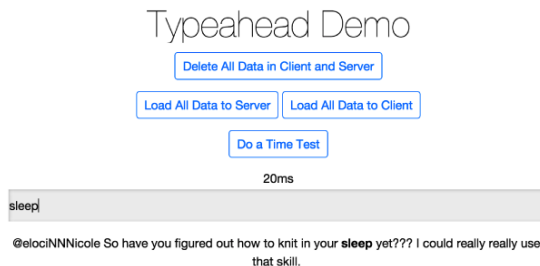 Typeahead Demo
Delete All Data in Client and Server
Load All Data to Server Load All Data to Client
Do a Time Test
20ms
sleep
@elociNNNicole So have you figured out how to knit in your sleep yet??? I could really really use
that skill.